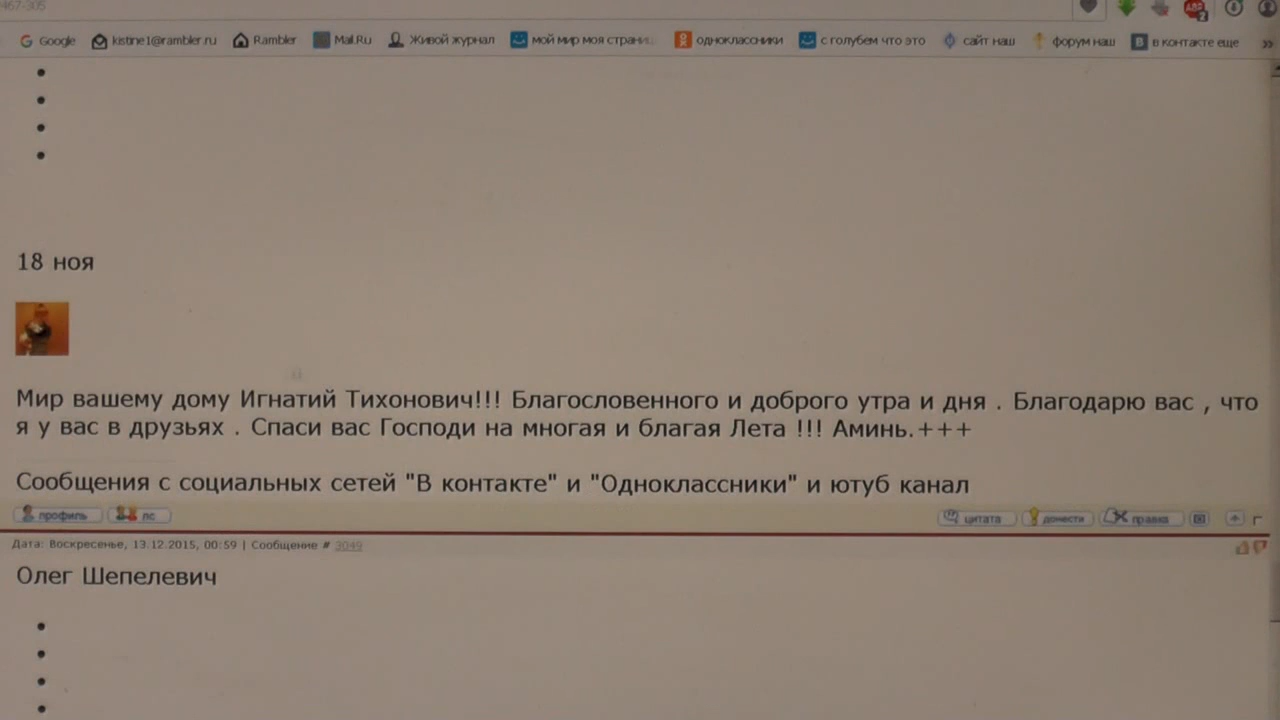 467-305
Google kistine1@rambler.ru Rambler Mail.Ru Живой журнал мой мир моя страни... одноклассники с голубем что это сайт наш форум наш в контакте еще »
18 ноя
Мир вашему дому Игнатий Тихонович!!! Благословенного и доброго утра и дня . Благодарю вас , что
я у вас в друзьях . Спаси вас Господи на многая и благая Лета !!! Аминь.+++
Сообщения с социальных сетей "В контакте" и "Одноклассники" и ютуб канал
профиль лс цитата донести правка
Дата: Воскресенье, 13.12.2015, 00:59 | Сообщение # 3049
Олег Шепелевич